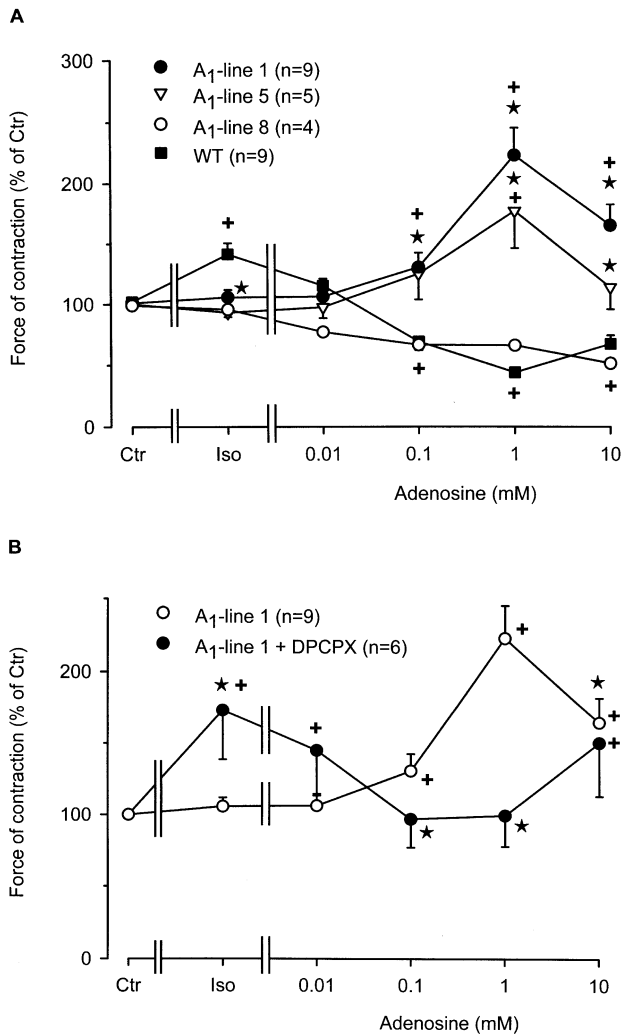 A
300
200
100
0
Force of contraction (% of Ctr)
A1-line 1 (n=9)
A1-line 5 (n=5)
A1-line 8 (n=4)
WT (n=9)
Ctr Iso 0.01 0.1 1 10
Adenosine (mM)
B
200
100
0
Force of contraction (% of Ctr)
A1-line 1 (n=9)
A1-line 1 + DPCPX (n=6)
Ctr Iso 0.01 0.1 1 10
Adenosine (mM)